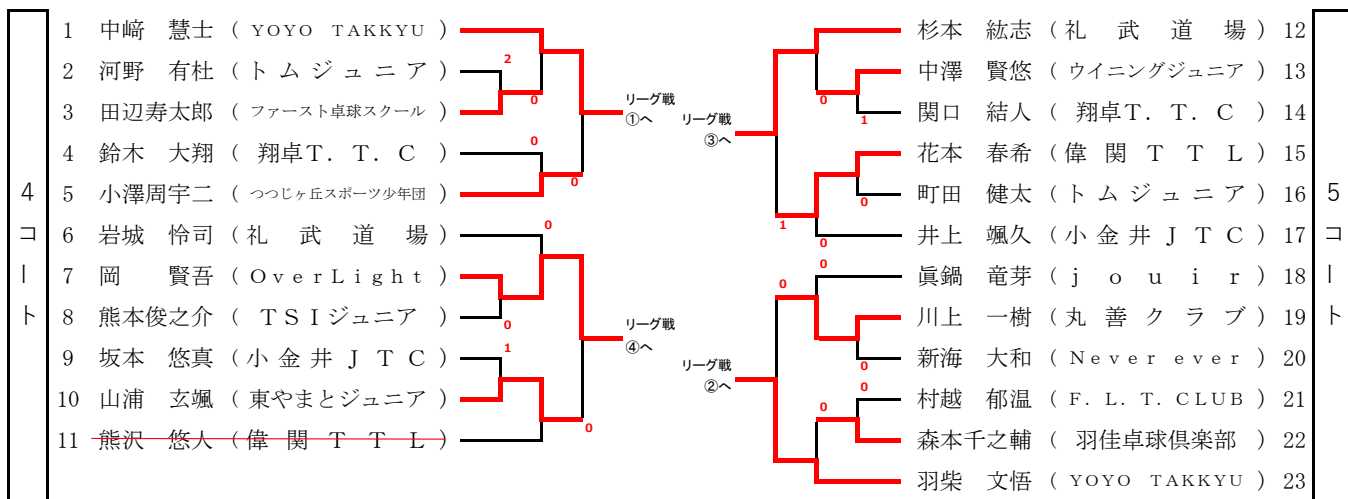 4コート
1 中﨑 慧士 (YOYO TAKKYU)
2 河野 有杜 (トムジュニア)
2
3 田辺寿太郎 (ファースト卓球スクール)
0
リーグ戦
①へ
4 鈴木 大翔 (翔卓T.T.C)
0
5 小澤周宇二 (つつじヶ丘スポーツ少年団)
0
6 岩城 怜司 (礼武道場)
0
7 岡 賢吾 (OverLight)
8 熊本俊之介 (TSIジュニア)
0
リーグ戦
④へ
9 坂本 悠真 (小金井JTC)
1
10 山浦 玄颯 (東やまとジュニア)
11 熊沢 悠人 (偉関TTL)
0
杉本 紘志 (礼武道場) 12
中澤 賢悠 (ウイニングジュニア) 13
0
関口 結人 (翔卓T.T.C) 14
1
リーグ戦
③へ
花本 春希 (偉関TTL) 15
町田 健太 (トムジュニア) 16
0
井上 颯久 (小金井JTC) 17
1
0
眞鍋 竜芽 (jouir) 18
0
0
川上 一樹 (丸善クラブ) 19
新海 大和 (Never ever) 20
0
リーグ戦
②へ
村越 郁温 (F.L.T.CLUB) 21
0
0
森本千之輔 (羽佳卓球倶楽部) 22
羽柴 文悟 (YOYO TAKKYU) 23
5コート